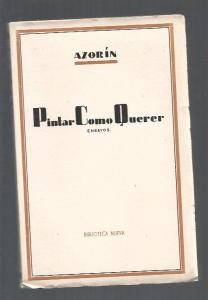 AZORÍN
Pintar Como Querer
ENSAYOS
BIBLIOTECA NUEVA